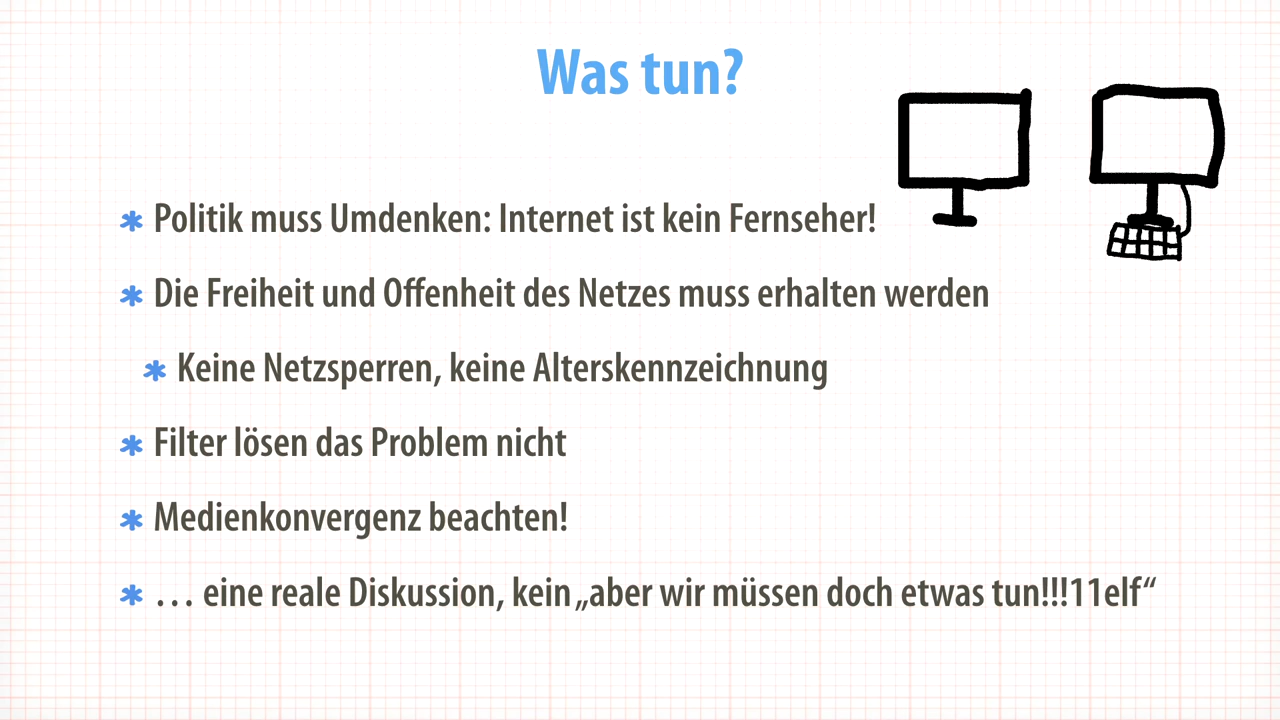 Was tun?
Politik muss Umdenken: Internet ist kein Fernseher!
Die Freiheit und Offenheit des Netzes muss erhalten werden
Keine Netzsperren, keine Alterskennzeichnung
Filter lösen das Problem nicht
Medienkonvergenz beachten!
… eine reale Diskussion, kein „aber wir müssen doch etwas tun!!!11elf“